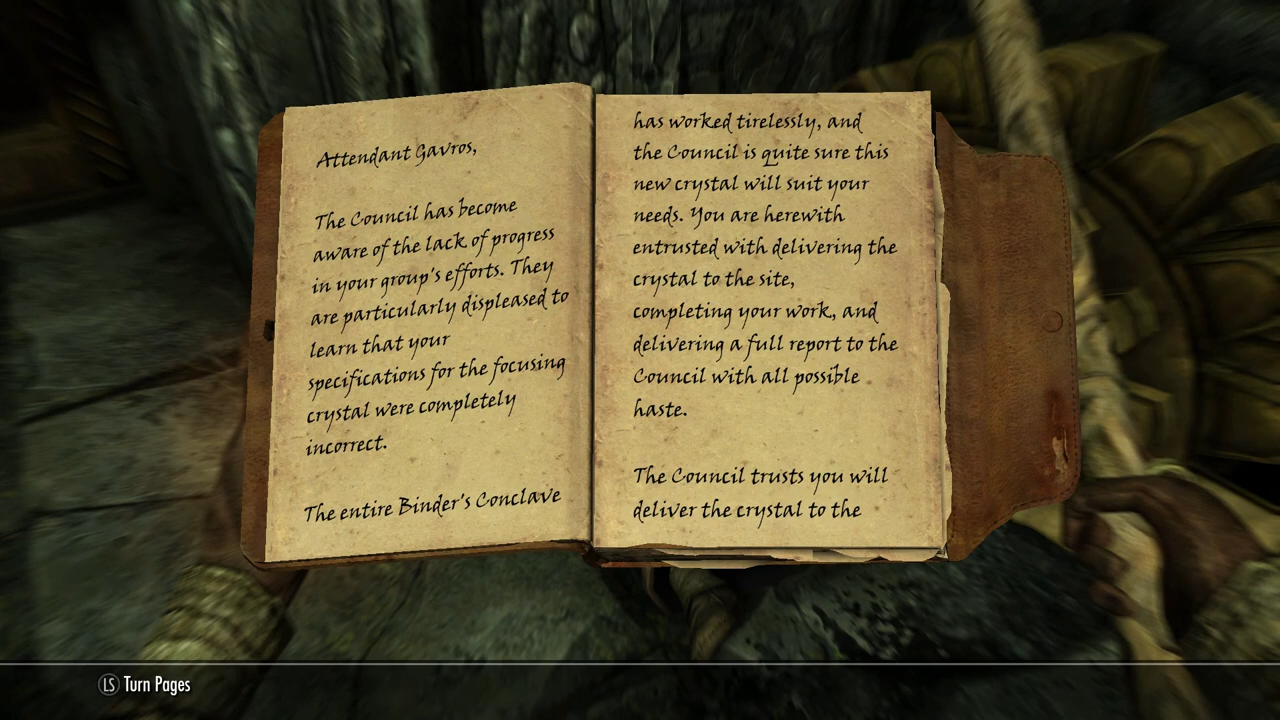 Attendant Gavros,
The Council has become
aware of the lack of progress
in your group's efforts. They
are particularly displeased to
learn that your
specifications for the focusing
crystal were completely
incorrect.
The entire Binder's Conclave
has worked tirelessly, and
the Council is quite sure this
new crystal will suit your
needs. You are herewith
entrusted with delivering the
crystal to the site,
completing your work, and
delivering a full report to the
Council with all possible
haste.
The Council trusts you will
deliver the crystal to the
LS Turn Pages